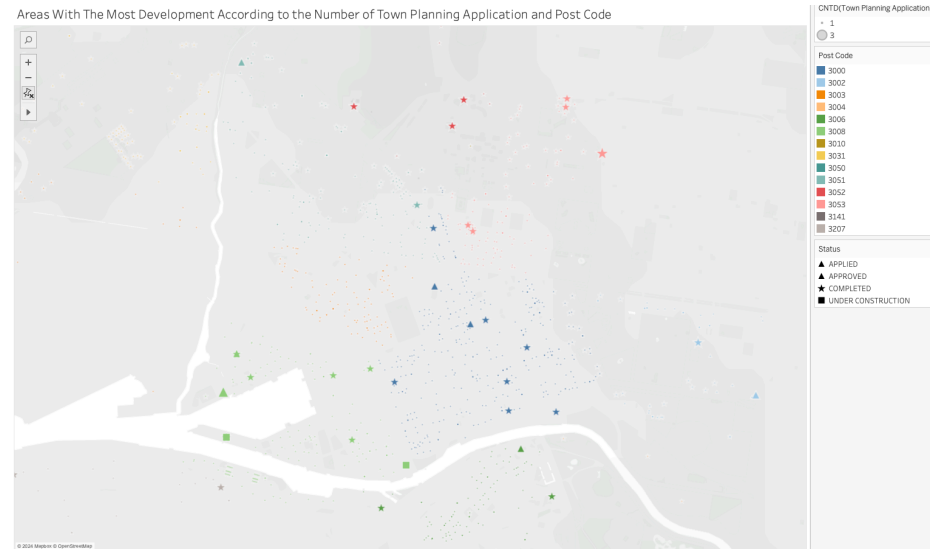 Areas With The Most Development According to the Number of Town Planning Application and Post Code
CNTD(Town Planning Application
1
3
Post Code
3000
3002
3003
3004
3006
3008
3010
3031
3050
3051
3052
3053
3141
3207
Status
APPLIED
APPROVED
COMPLETED
UNDER CONSTRUCTION
© 2024 Mapbox © OpenStreetMap